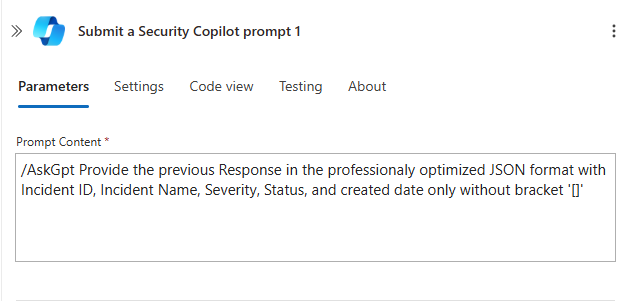 Submit a Security Copilot prompt 1
Parameters Settings Code view Testing About
Prompt Content *
/AskGpt Provide the previous Response in the professionaly optimized JSON format with
Incident ID, Incident Name, Severity, Status, and created date only without bracket '[]'